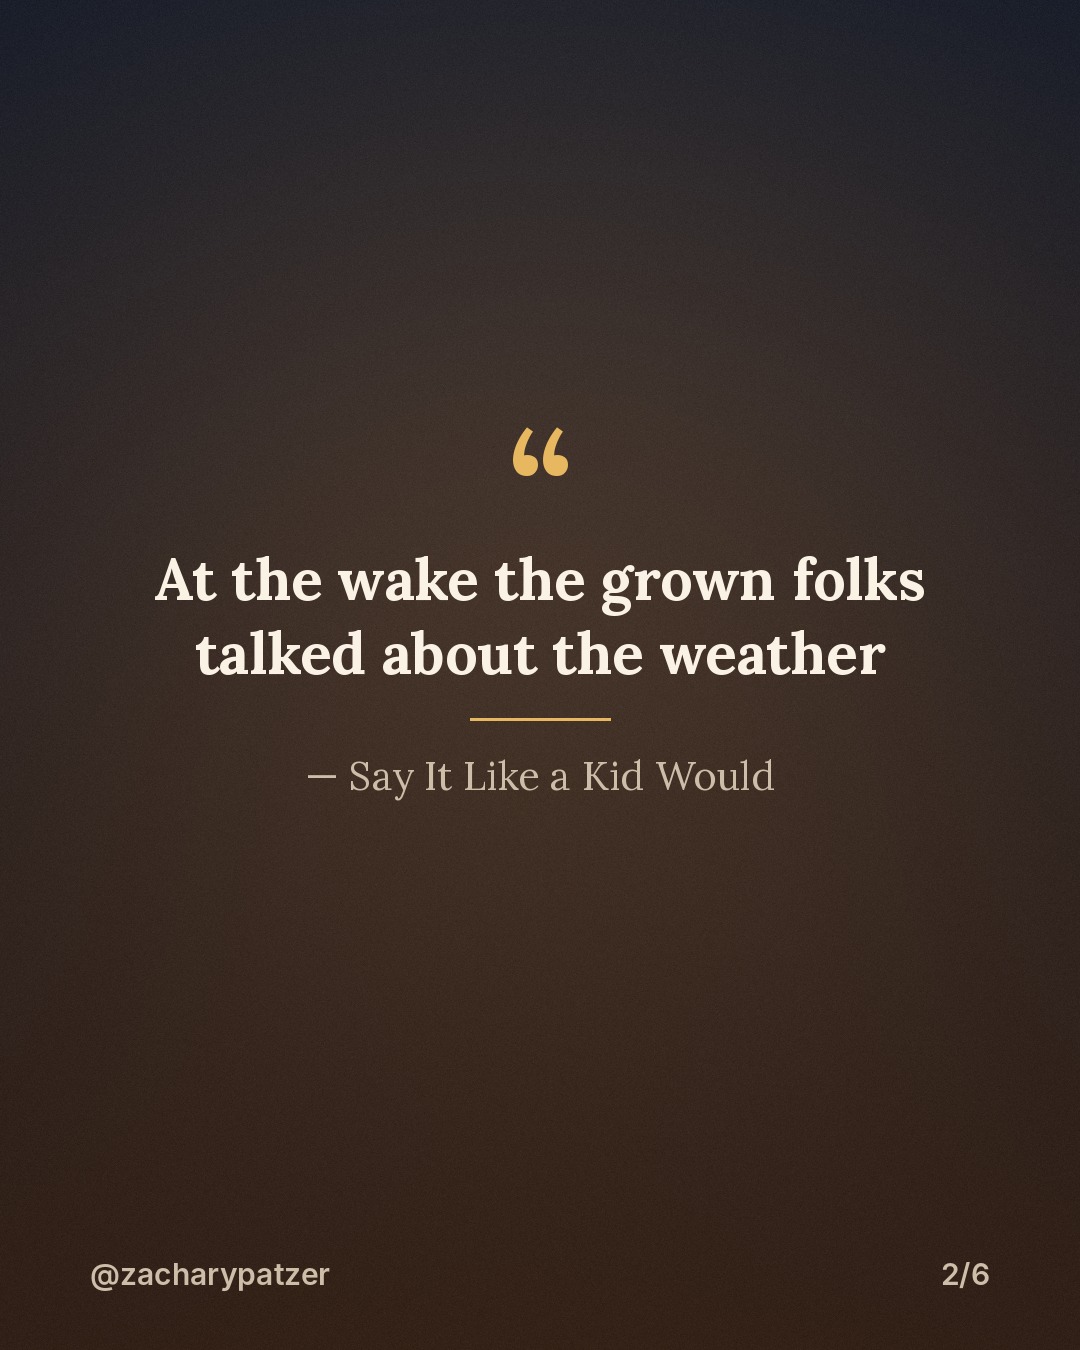 “
At the wake the grown folks
talked about the weather
— Say It Like a Kid Would
@zacharypatzer
2/6